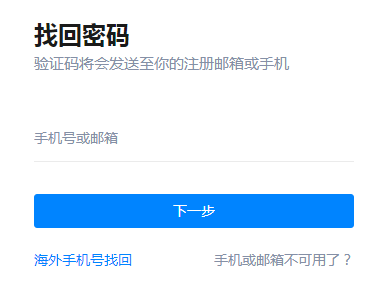 找回密码
验证码将会发送至你的注册邮箱或手机
手机号或邮箱
下一步
海外手机号找回 手机或邮箱不可用了？